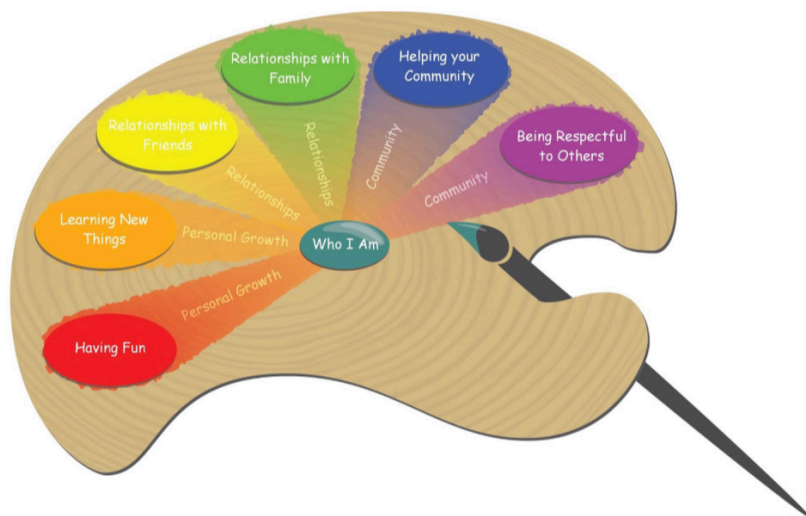 Relationships with
Family
Helping your
Community
Relationships with
Friends
Being Respectful
to Others
Relationships
Community
Relationships
Community
Learning New
Things
Personal Growth
Who I Am
Personal Growth
Having Fun